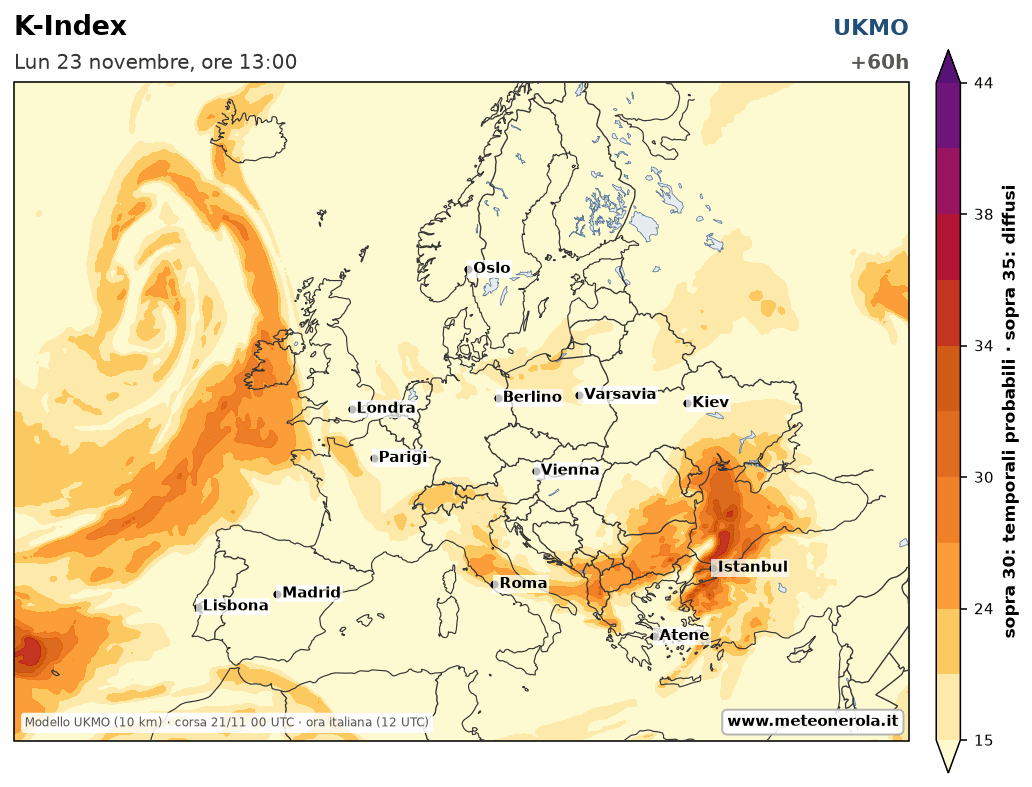 K-Index
UKMO
Lun 23 novembre, ore 13:00
+60h
44
38
34
30
24
15
sopra 30: temporali probabili · sopra 35: diffusi
Oslo
Berlino
Varsavia
Kiev
Londra
Parigi
Vienna
Istanbul
Roma
Madrid
Lisbona
Atene
Modello UKMO (10 km) · corsa 21/11 00 UTC · ora italiana (12 UTC)
www.meteonerola.it